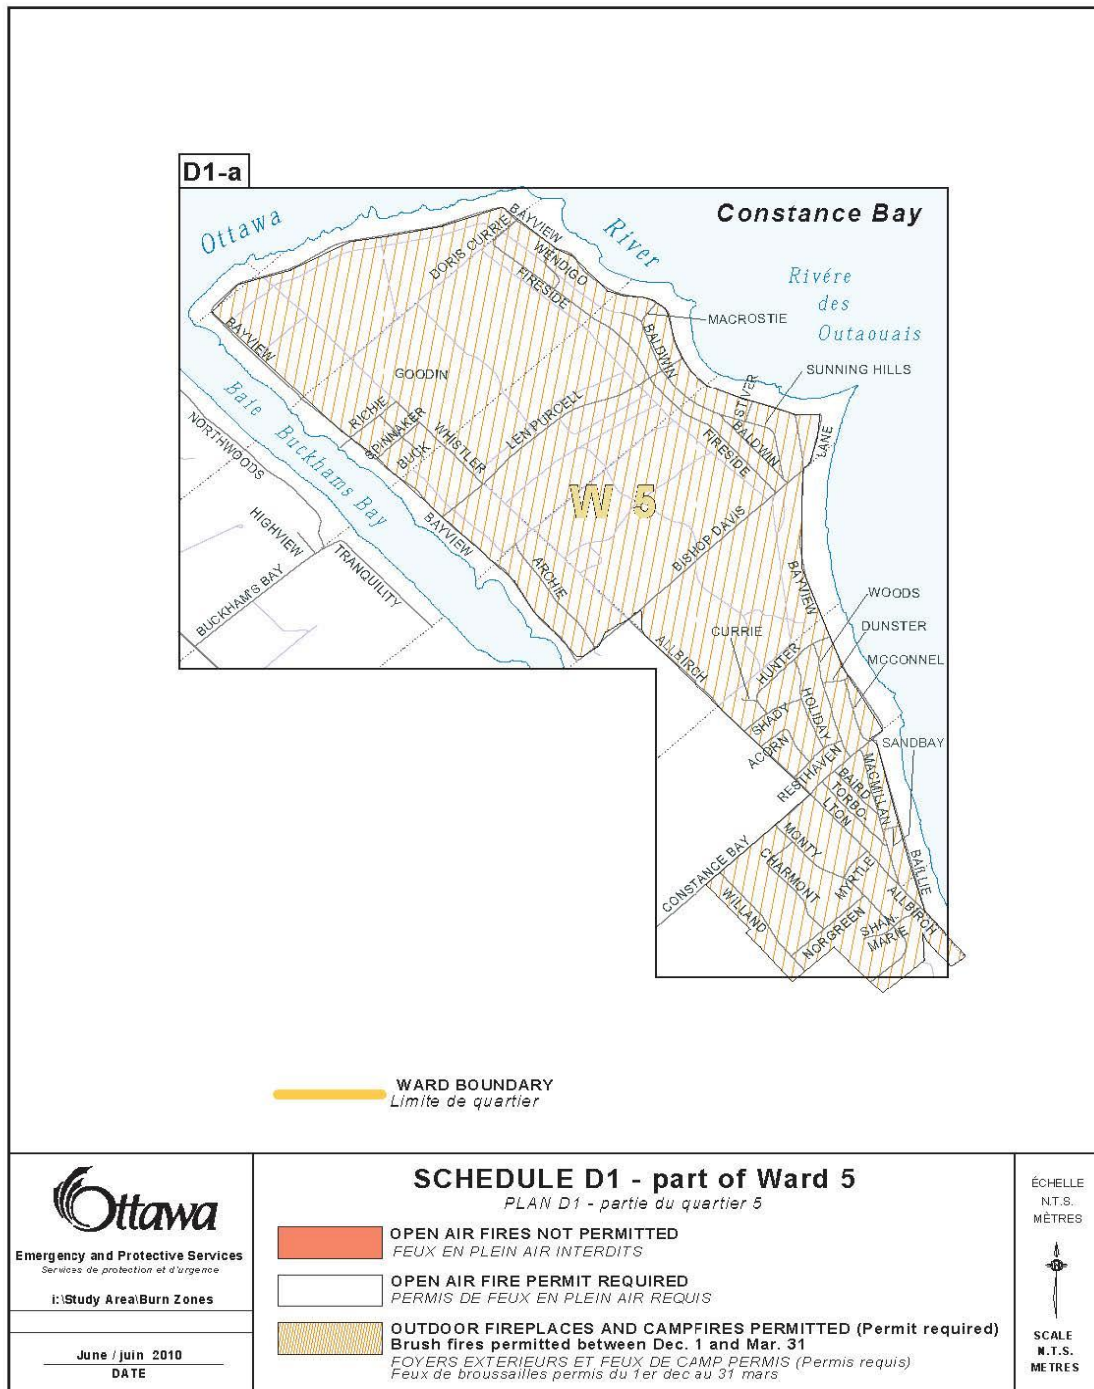 D1-a
Constance Bay
Ottawa
River
Rivére
des
Outaouais
BAYVIEW
DORIS CURRIE
WENDIGO
FIRESIDE
MACROSTIE
BALDWIN
SUNNING HILLS
STIVER
BALDWIN
FIRESIDE
LANE
BAYVIEW
GOODIN
Baie Buckhams Bay
RICHIE
SPINNAKER
BUCK
WHISTLER
LEN PURCELL
NORTHWOODS
W 5
HIGHVIEW
BAYVIEW
TRANQUILITY
BUCKHAM'S BAY
ARCHIE
BISHOP DAVIS
BAYVIEW
WOODS
DUNSTER
CURRIE
MCCONNEL
ALLBIRCH
HUNTER
HOLIDAY
SHADY
ACORN
SANDBAY
RESTHAVEN
MACMILLAN
BAIRD
TORBO-
LTON
MONTY
BAILLIE
CONSTANCE BAY
CHARMONT
MYRTLE
ALLBIRCH
WILLAND
NORGREEN
SHAN-
MARIE
WARD BOUNDARY
Limite de quartier
Ottawa
Emergency and Protective Services
Services de protection et d'urgence
i:\Study Area\Burn Zones
June / juin 2010
DATE
SCHEDULE D1 - part of Ward 5
PLAN D1 - partie du quartier 5
OPEN AIR FIRES NOT PERMITTED
FEUX EN PLEIN AIR INTERDITS
OPEN AIR FIRE PERMIT REQUIRED
PERMIS DE FEUX EN PLEIN AIR REQUIS
OUTDOOR FIREPLACES AND CAMPFIRES PERMITTED (Permit required)
Brush fires permitted between Dec. 1 and Mar. 31
FOYERS EXTERIEURS ET FEUX DE CAMP PERMIS (Permis requis)
Feux de broussailles permis du 1er dec au 31 mars
ÉCHELLE
N.T.S.
MÈTRES
SCALE
N.T.S.
METRES